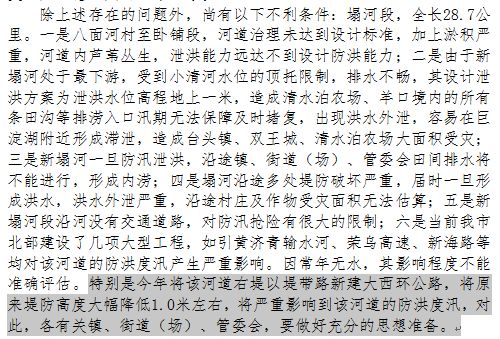 除上述存在的问题外，尚有以下不利条件：塌河段，全长28.7公
里。一是八面河村至卧铺段，河道治理未达到设计标准，加上淤积严
重，河道内芦苇丛生，泄洪能力远达不到设计防洪能力；二是由于新
塌河处于最下游，受到小清河水位的顶托限制，排水不畅，其设计泄
洪方案为泄洪水位高程地上一米，造成清水泊农场、羊口境内的所有
条田沟等排涝入口汛期无法保障及时堵复，出现洪水外泄，容易在巨
淀湖附近形成滞泄，造成台头镇、双王城、清水泊农场大面积受灾；
三是新塌河一旦防汛泄洪，沿途镇、街道（场）、管委会田间排水将
不能进行，形成内涝；四是塌河沿途多处堤防破坏严重，届时一旦形
成洪水，洪水外泄严重，沿途村庄及作物受灾面积无法估算；五是新
塌河段沿河没有交通道路，对防汛抢险有很大的限制；六是当前我市
北部建设了几项大型工程，如引黄济青输水河、荣乌高速、新海路等
均对该河道的防洪度汛产生严重影响。因常年无水，其影响程度不能
准确评估。特别是今年将该河道右堤以堤带路新建大西环公路，将原
来堤防高度大幅降低1.0米左右，将严重影响到该河道的防洪度汛，对
此，各有关镇、街道（场）、管委会，要做好充分的思想准备。